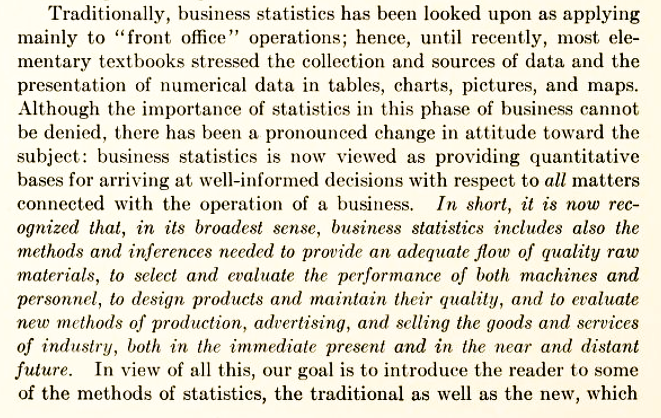 Traditionally, business statistics has been looked upon as applying
mainly to “front office” operations; hence, until recently, most ele-
mentary textbooks stressed the collection and sources of data and the
presentation of numerical data in tables, charts, pictures, and maps.
Although the importance of statistics in this phase of business cannot
be denied, there has been a pronounced change in attitude toward the
subject: business statistics is now viewed as providing quantitative
bases for arriving at well-informed decisions with respect to all matters
connected with the operation of a business. In short, it is now rec-
ognized that, in its broadest sense, business statistics includes also the
methods and inferences needed to provide an adequate flow of quality raw
materials, to select and evaluate the performance of both machines and
personnel, to design products and maintain their quality, and to evaluate
new methods of production, advertising, and selling the goods and services
of industry, both in the immediate present and in the near and distant
future. In view of all this, our goal is to introduce the reader to some
of the methods of statistics, the traditional as well as the new, which